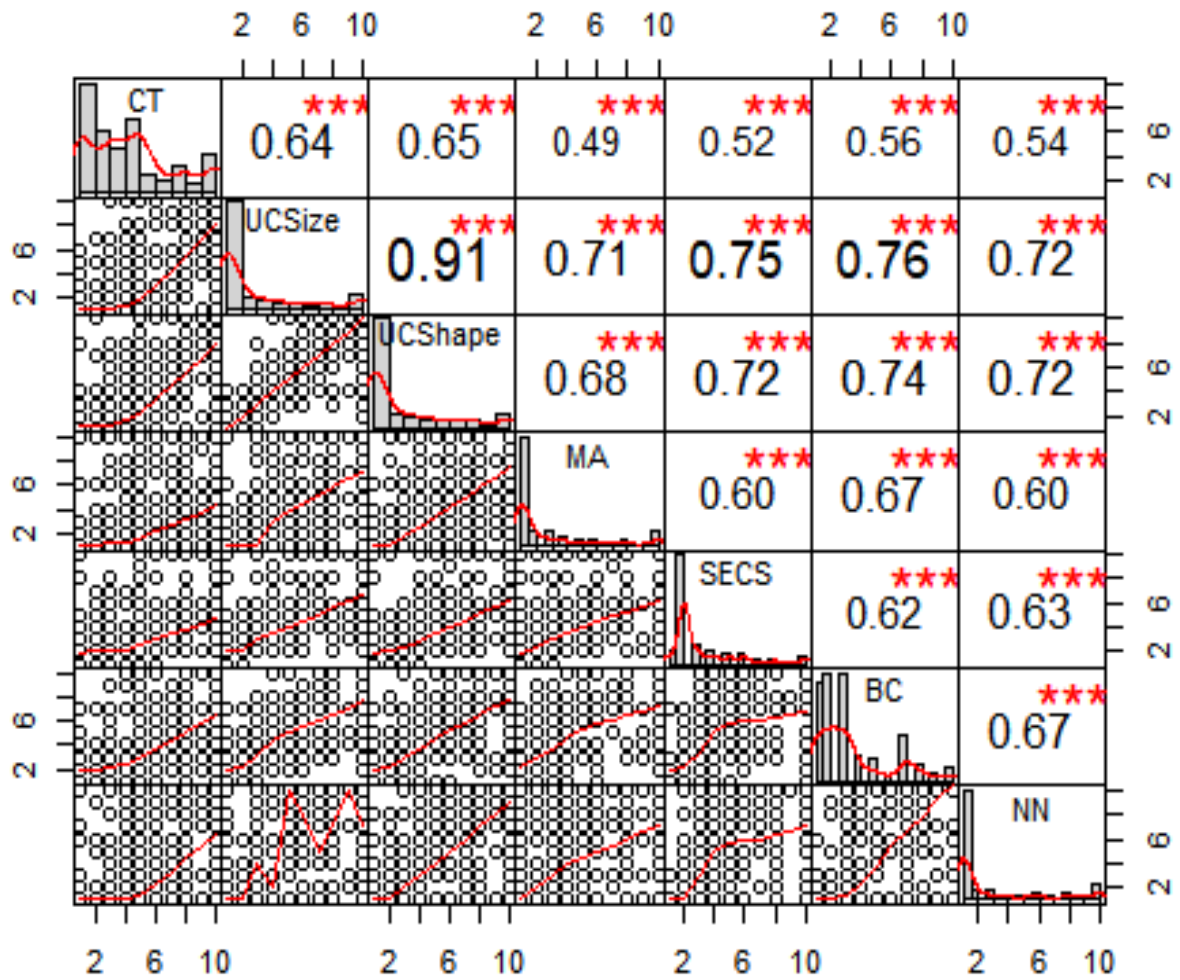 2 6 10 2 6 10 2 6 10
CT *** *** *** *** *** ***
0.64 0.65 0.49 0.52 0.56 0.54 6
2
UCSize *** *** *** *** ***
6 0.91 0.71 0.75 0.76 0.72
2
UCShape *** *** *** ***
0.68 0.72 0.74 0.72 6
2
MA *** *** ***
6 0.60 0.67 0.60
2
SECS *** ***
0.62 0.63 6
2
BC ***
6 0.67
2
NN
6
2
2 6 10 2 6 10 2 6 10 2 6 10